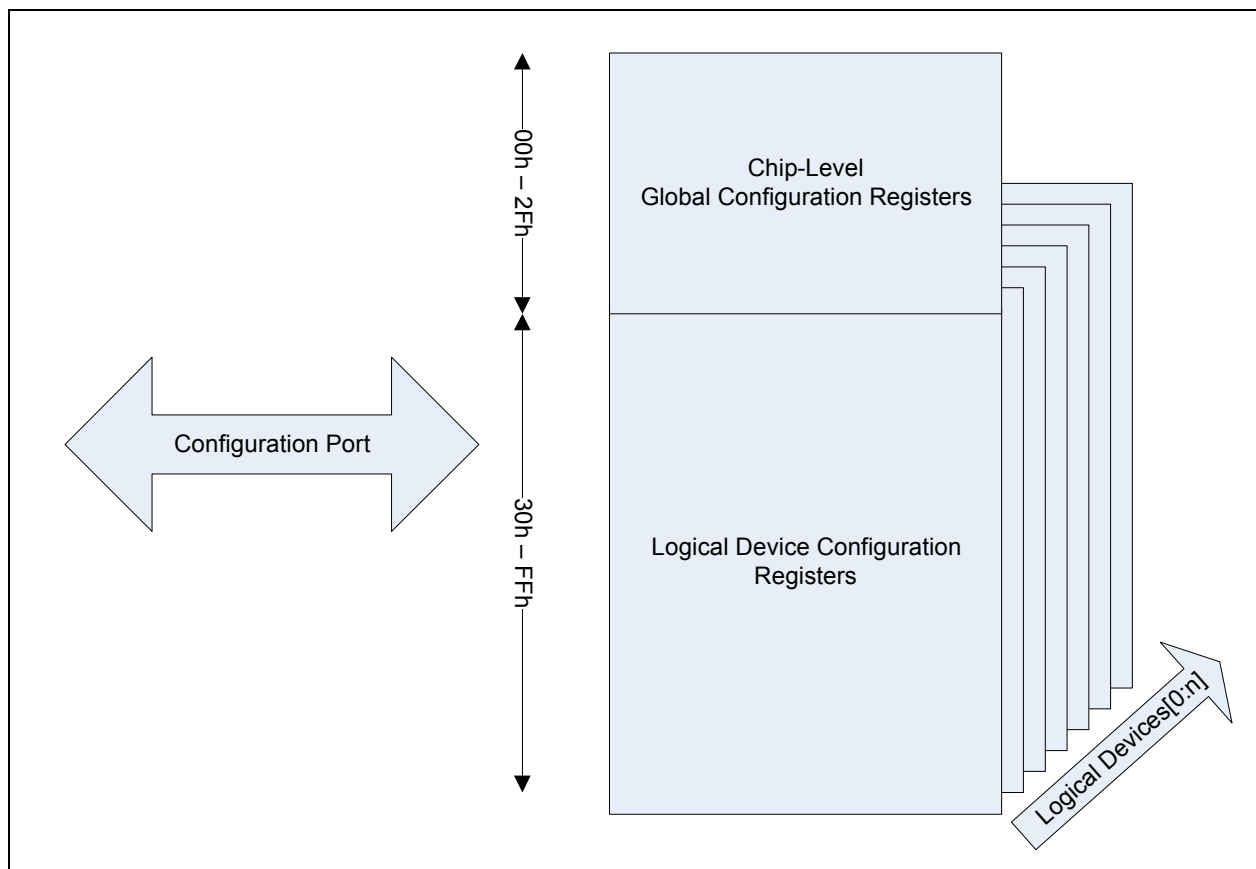 00h – 2Fh
Chip-Level
Global Configuration Registers
Configuration Port
30h – FFh
Logical Device Configuration
Registers
Logical Devices[0:n]